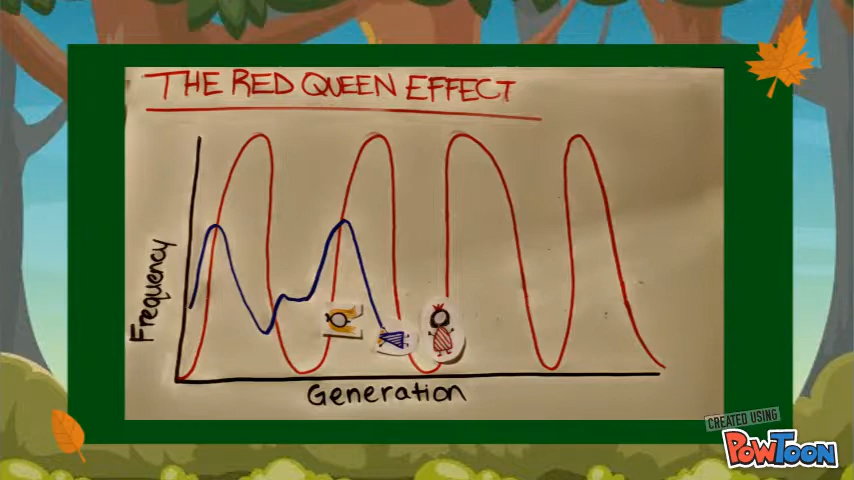 THE RED QUEEN EFFECT
Frequency
Generation
CREATED USING
POWTOON